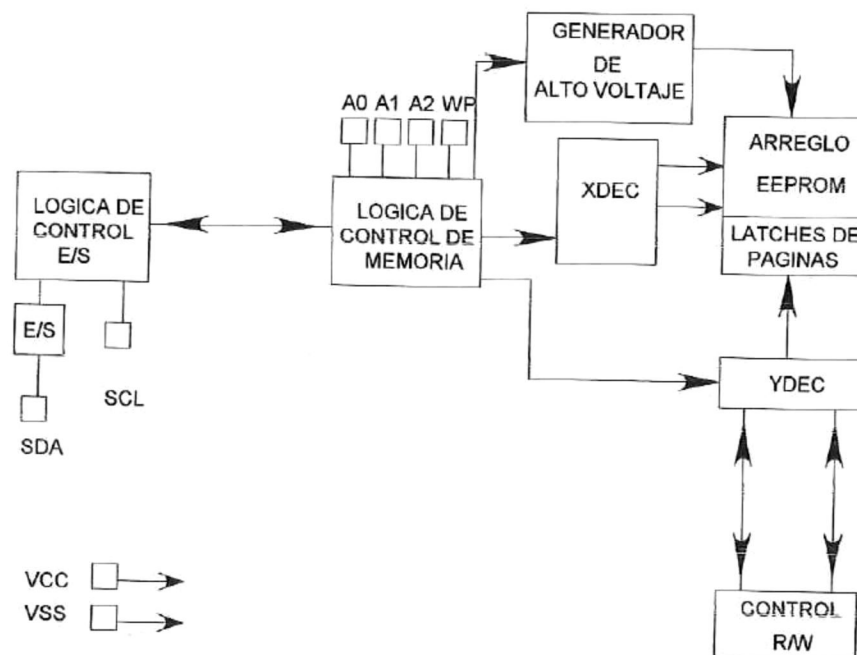 GENERADOR
DE
ALTO VOLTAJE
A0 A1 A2 WP
ARREGLO
EEPROM
XDEC
LOGICA DE
CONTROL
E/S
LOGICA DE
CONTROL DE
MEMORIA
LATCHES DE
PAGINAS
E/S
YDEC
SCL
SDA
VCC
VSS
CONTROL
R/W